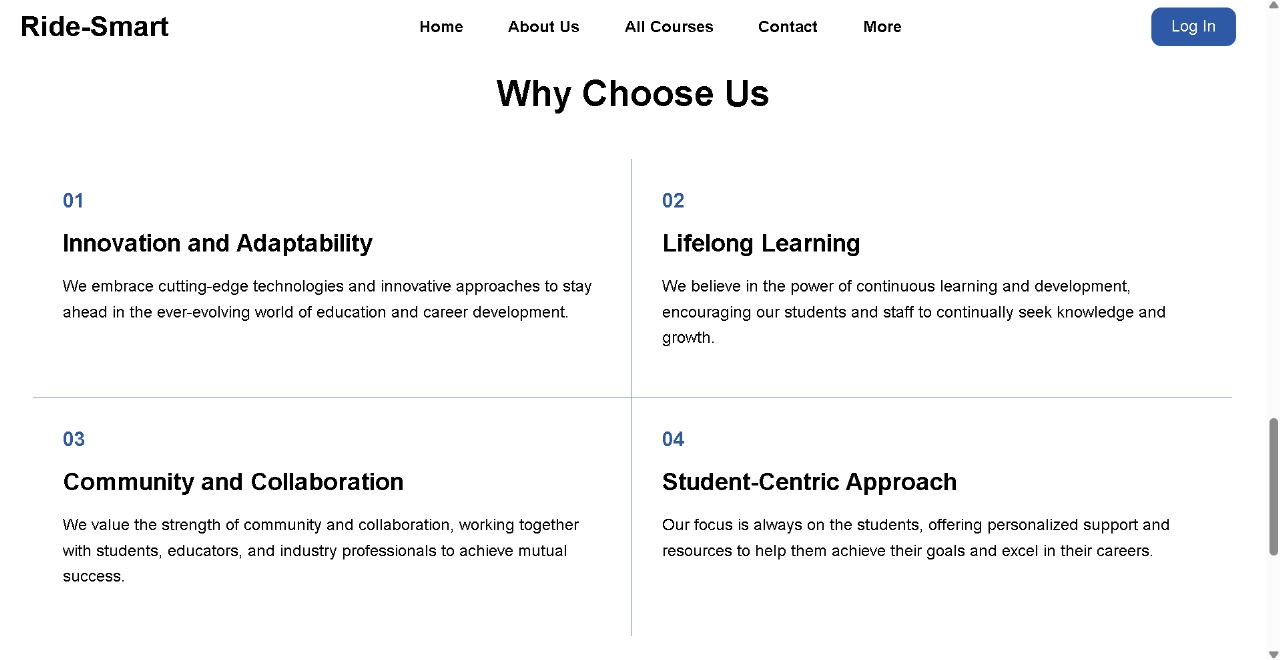 Ride-Smart
Home
About Us
All Courses
Contact
More
Log In
Why Choose Us
01
Innovation and Adaptability
We embrace cutting-edge technologies and innovative approaches to stay
ahead in the ever-evolving world of education and career development.
02
Lifelong Learning
We believe in the power of continuous learning and development,
encouraging our students and staff to continually seek knowledge and
growth.
03
Community and Collaboration
We value the strength of community and collaboration, working together
with students, educators, and industry professionals to achieve mutual
success.
04
Student-Centric Approach
Our focus is always on the students, offering personalized support and
resources to help them achieve their goals and excel in their careers.